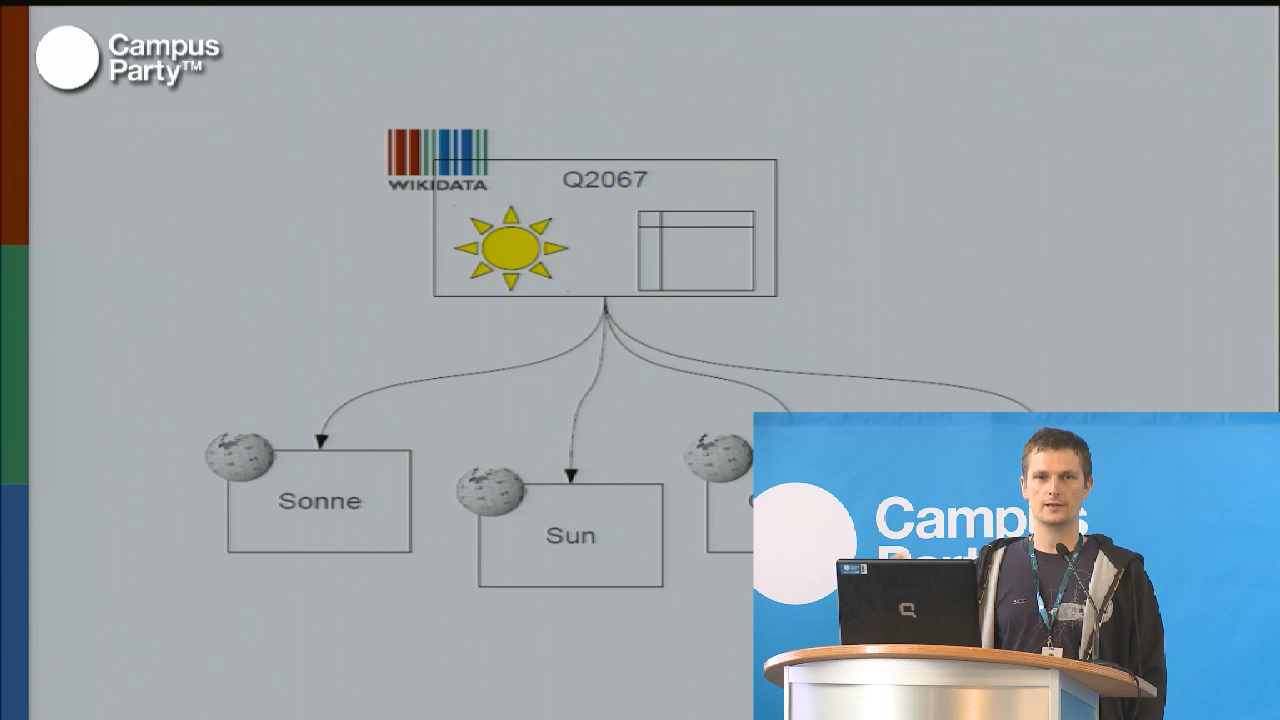 Campus
Party™
WIKIDATA
Q2067
Sonne
Sun
Campus